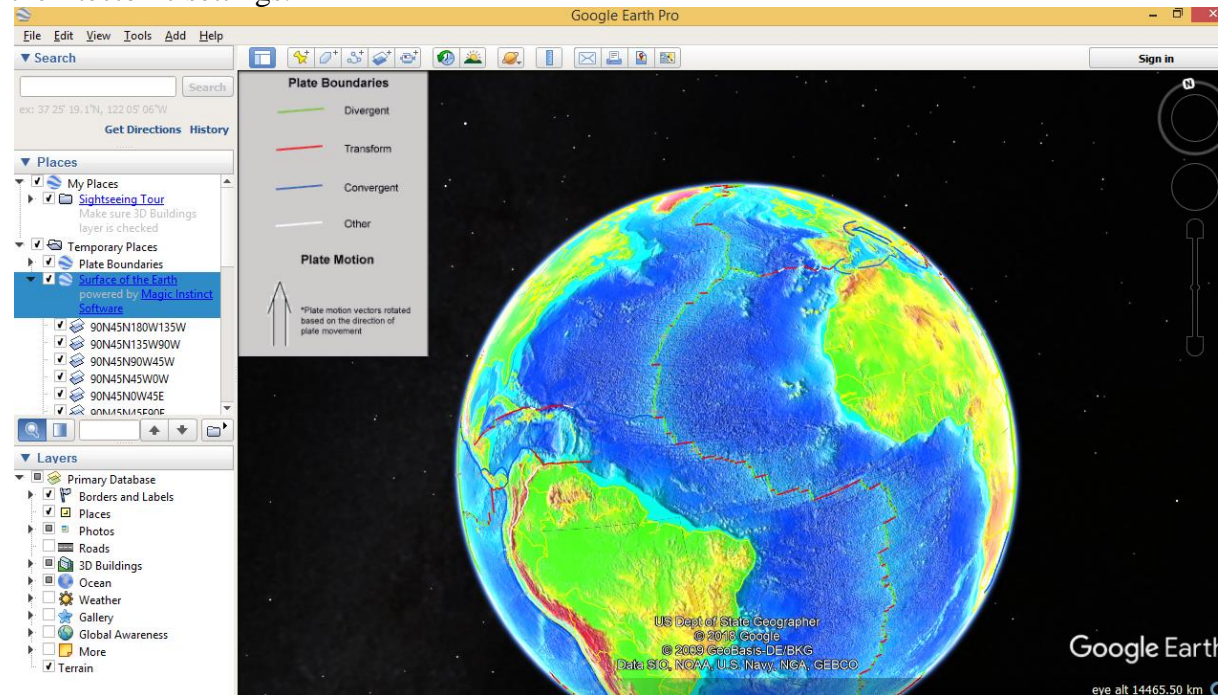 Google Earth Pro
File Edit View Tools Add Help
Search
Search
ex: 37 25' 19.1"N, 122 05' 06"W
Get Directions History
Places
My Places
Sightseeing Tour
Make sure 3D Buildings
layer is checked
Temporary Places
Plate Boundaries
Surface of the Earth
powered by Magic Instinct
Software
90N45N180W135W
90N45N135W90W
90N45N90W45W
90N45N45W0W
90N45N0W45E
90N45N45E90E
Layers
Primary Database
Borders and Labels
Places
Photos
Roads
3D Buildings
Ocean
Weather
Gallery
Global Awareness
More
Terrain
Sign in
Plate Boundaries
Divergent
Transform
Convergent
Other
Plate Motion
*Plate motion vectors rotated
based on the direction of
plate movement
N
US Dept of State Geographer
© 2018 Google
© 2009 GeoBasis-DE/BKG
Data SIO, NOAA, U.S. Navy, NGA, GEBCO
Google Earth
eye alt 14465.50 km